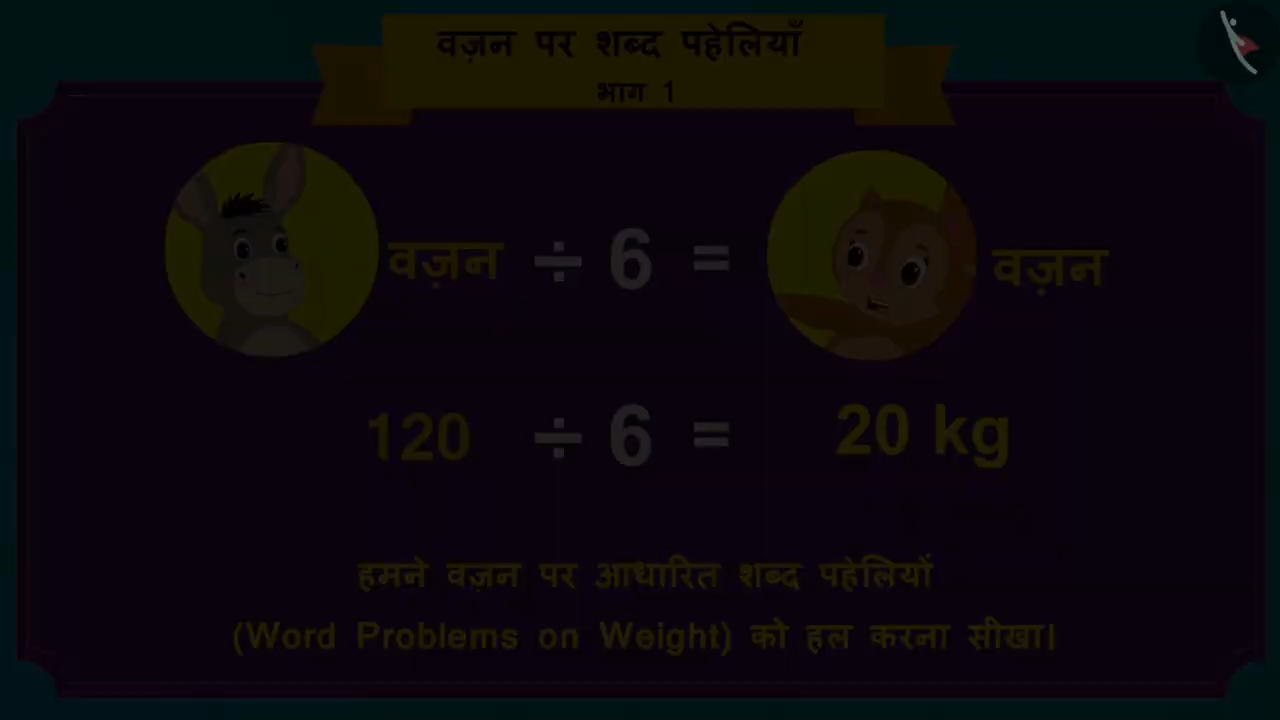 वज़न पर शब्द पहेलियाँ
भाग 1
वज़न ÷ 6 = वज़न
120 ÷ 6 = 20 kg
हमने वज़न पर आधारित शब्द पहेलियों
(Word Problems on Weight) को हल करना सीखा।